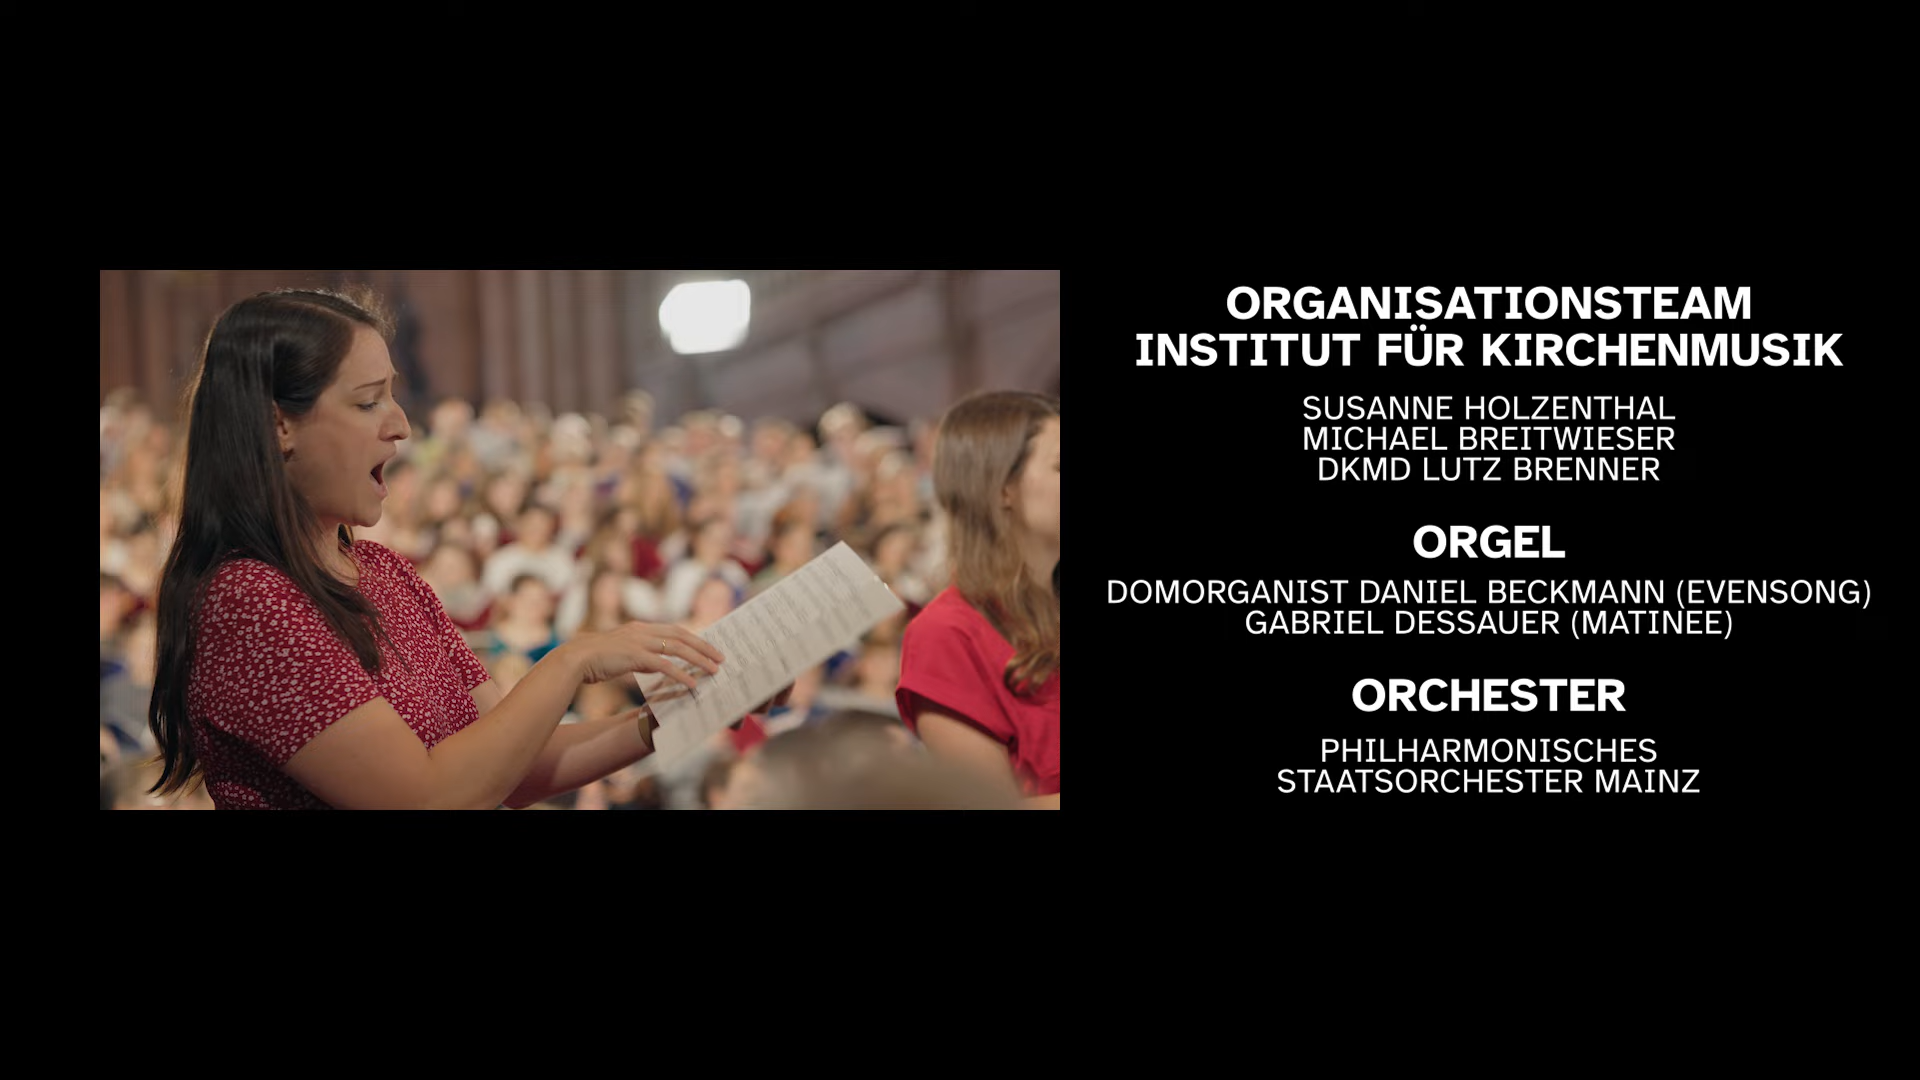 ORGANISATIONSTEAM
INSTITUT FÜR KIRCHENMUSIK
SUSANNE HOLZENTHAL
MICHAEL BREITWIESER
DKMD LUTZ BRENNER
ORGEL
DOMORGANIST DANIEL BECKMANN (EVENSONG)
GABRIEL DESSAUER (MATINEE)
ORCHESTER
PHILHARMONISCHES
STAATSORCHESTER MAINZ